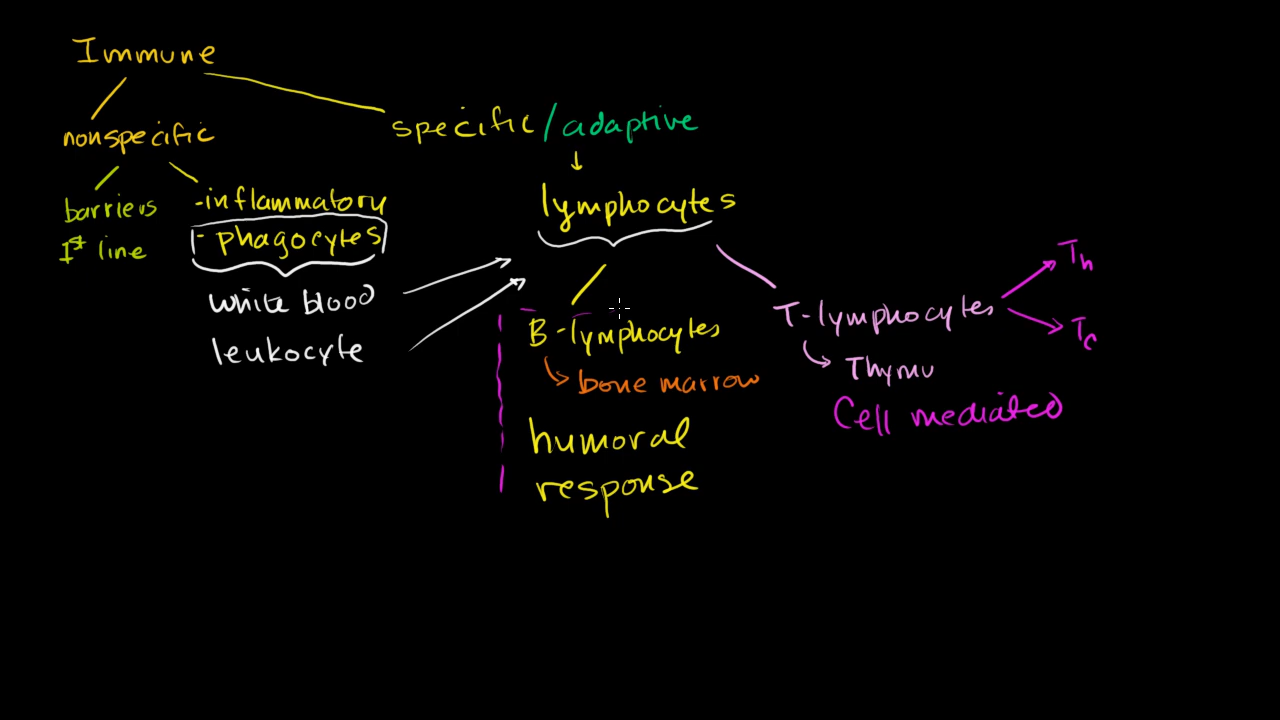 Immune
nonspecific
specific/adaptive
barriers
1st line
-inflammatory
- phagocytes
white blood
leukocyte
lymphocytes
B-lymphocytes
bone marrow
humoral
response
T-lymphocytes
Thymu
Cell mediated
Th
Tc